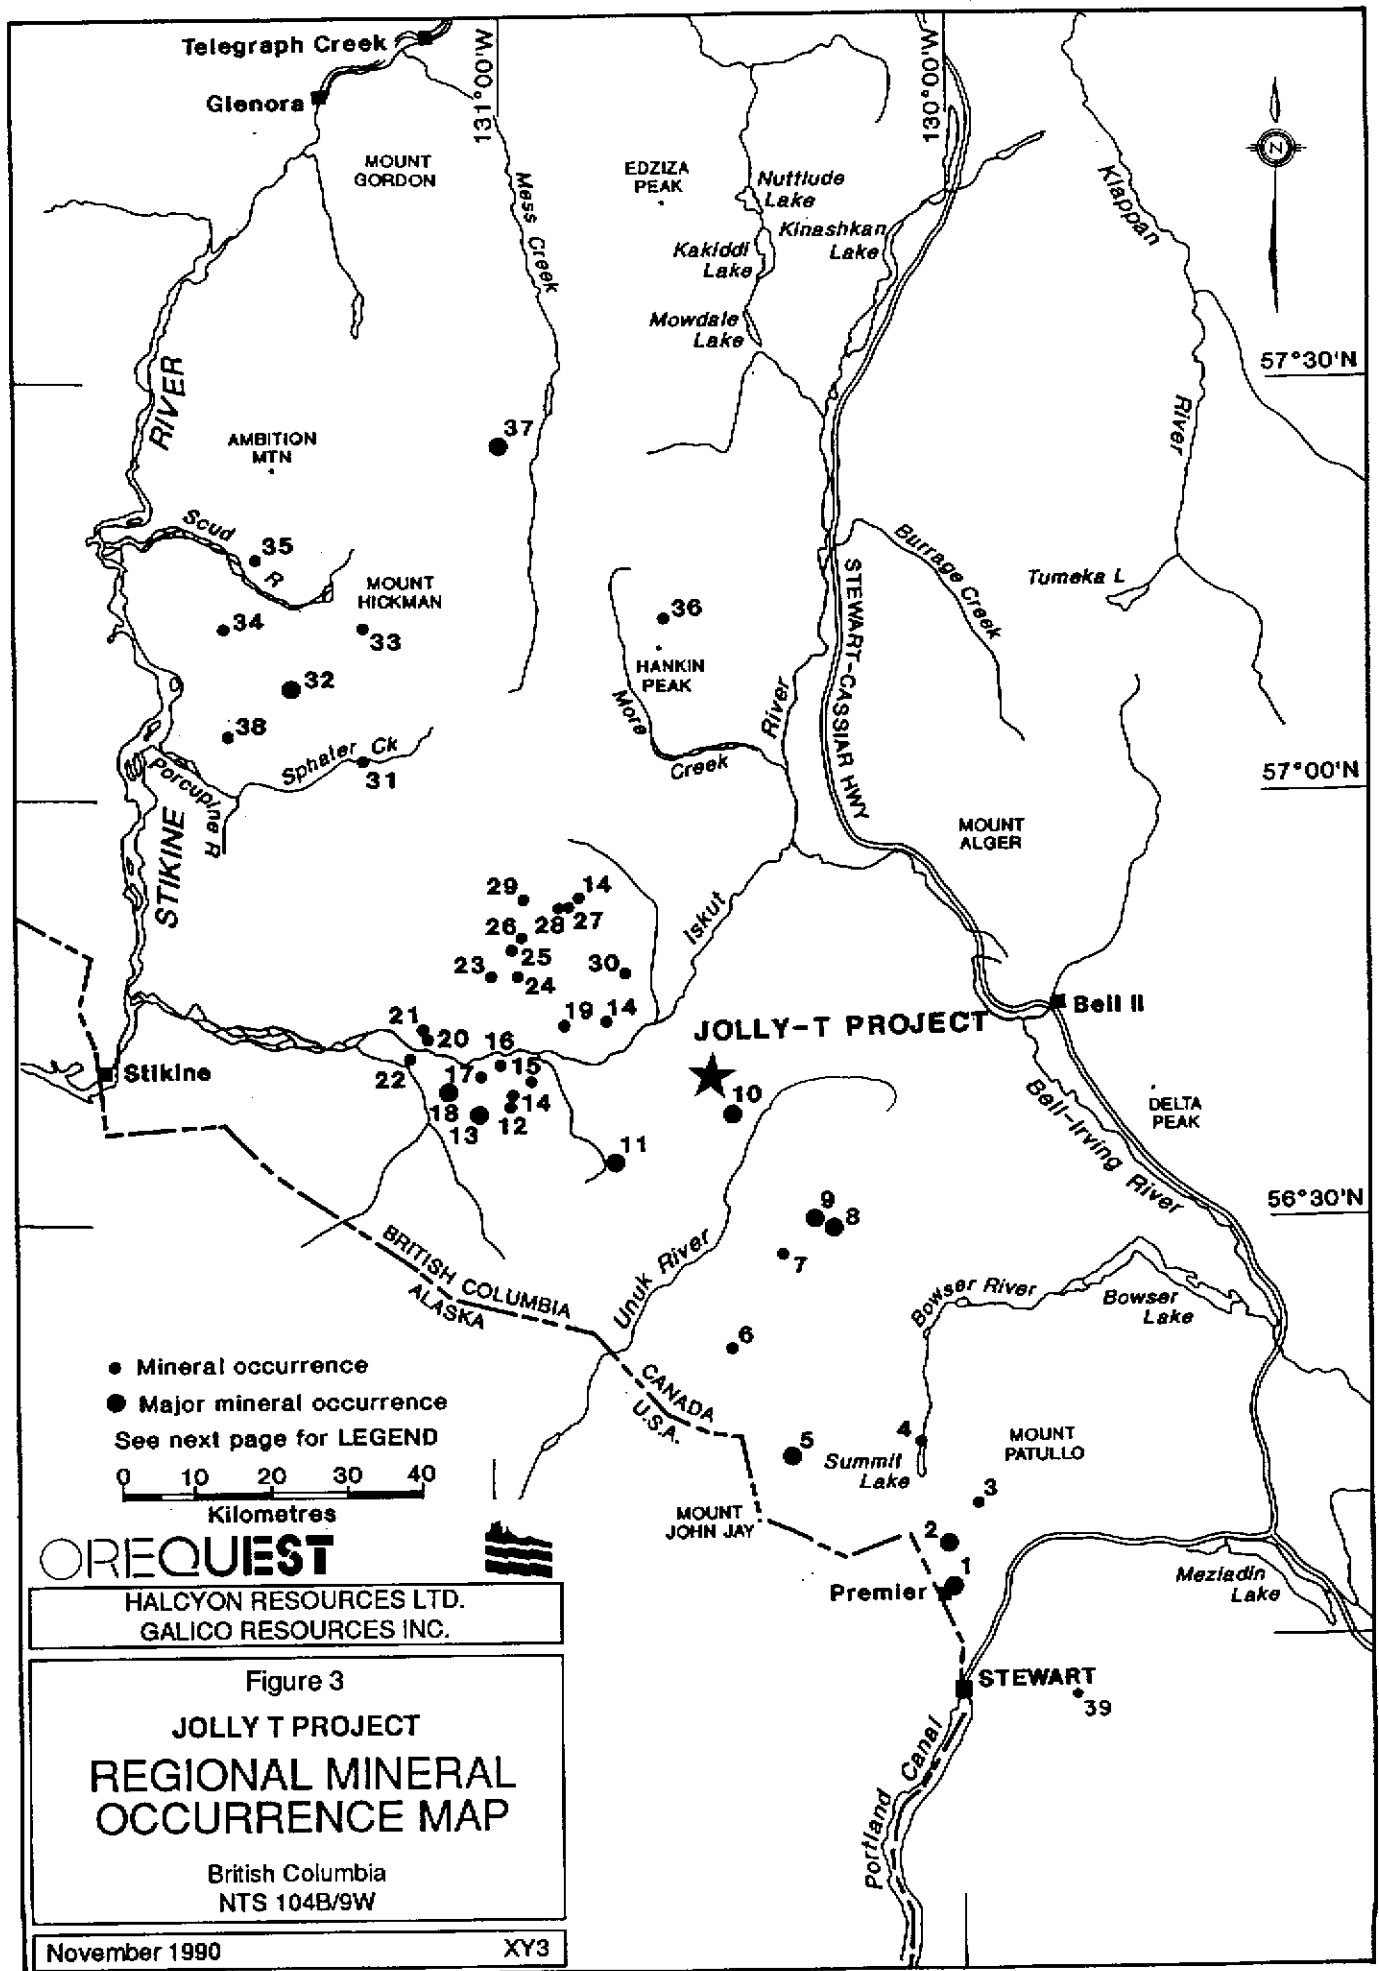 Telegraph Creek
Glenora
131°00'W
130°00'W
N
MOUNT
GORDON
EDZIZA
PEAK
Mess Creek
Nuttlude
Lake
Kinashkan
Lake
Kakiddi
Lake
Mowdale
Lake
Klappan
River
57°30'N
RIVER
AMBITION
MTN
37
Scud
R
35
MOUNT
HICKMAN
34
33
32
38
36
HANKIN
PEAK
More
Creek
River
STEWART-CASSIAR HWY
Burrage Creek
Tumeka L
57°00'N
Porcupine R
Sphaler Ck
31
STIKINE
MOUNT
ALGER
29
14
28
27
26
25
23
24
30
Iskut
19
14
21
20
22
16
15
17
14
18
12
13
JOLLY-T PROJECT
10
11
Bell II
Stikine
DELTA
PEAK
Bell-Irving River
56°30'N
9
8
7
BRITISH COLUMBIA
ALASKA
Unuk River
Bowser River
Bowser
Lake
6
CANADA
U.S.A.
5
4
Summit
Lake
MOUNT
PATULLO
3
MOUNT
JOHN JAY
2
1
Premier
Meziadin
Lake
STEWART
39
Portland Canal
Mineral occurrence
Major mineral occurrence
See next page for LEGEND
0 10 20 30 40
Kilometres
OREQUEST
HALCYON RESOURCES LTD.
GALICO RESOURCES INC.
Figure 3
JOLLY T PROJECT
REGIONAL MINERAL
OCCURRENCE MAP
British Columbia
NTS 104B/9W
November 1990 XY3